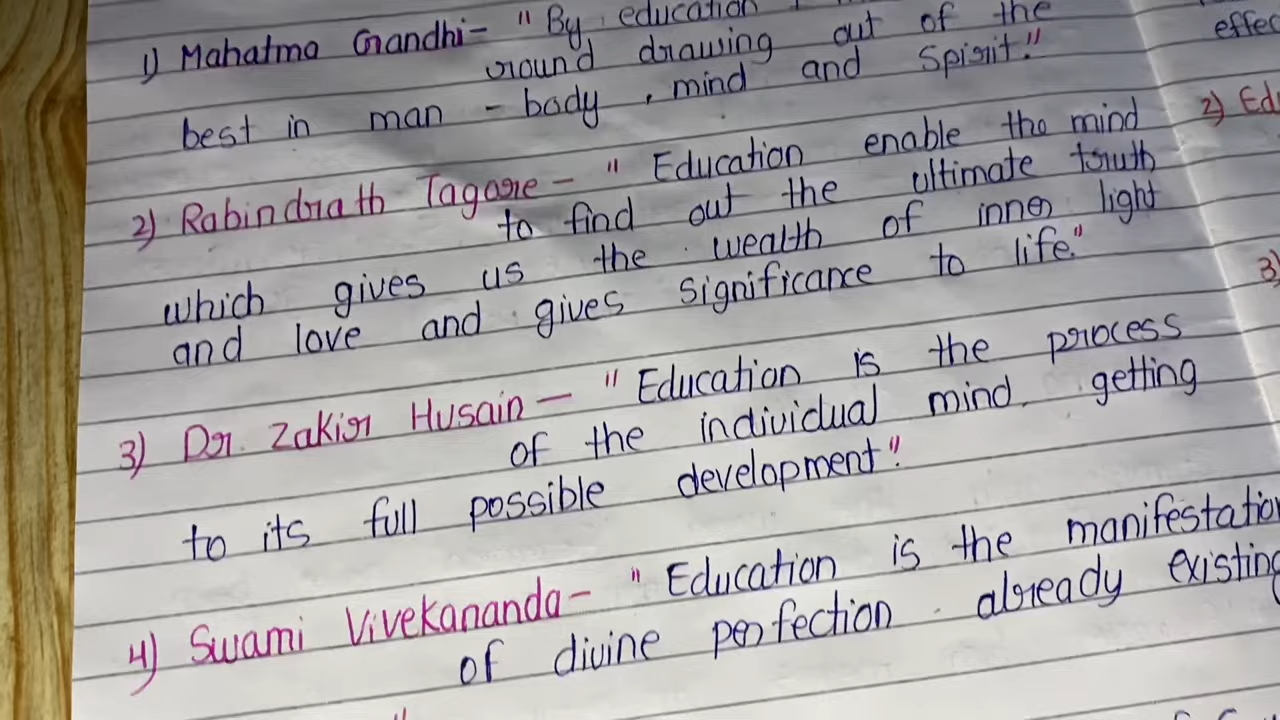 1) Mahatma Gandhi- "By education
round drawing out of the
best in man - body, mind and Spirit."
2) Rabindrath Tagore - "Education enable the mind
to find out the ultimate truth
which gives us the wealth of inner light
and love and gives significance to life."
3) Dr. Zakir Husain - "Education is the process
of the individual mind getting
to its full possible development".
4) Swami Vivekananda- "Education is the manifestation
of divine perfection already existing
effec
2) Ed
3)